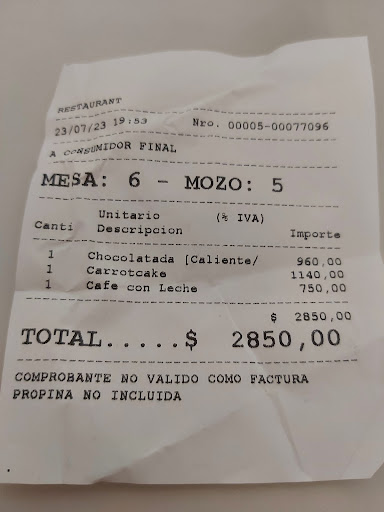 RESTAURANT
23/07/23 19:53 Nro. 00005-00077096
A CONSUMIDOR FINAL
MESA: 6 - MOZO: 5
Unitario (% IVA)
Canti Descripcion Importe
1 Chocolatada [Caliente/ 960,00
1 Carrotcake 1140,00
1 Cafe con Leche 750,00
$ 2850,00
TOTAL.....$ 2850,00
COMPROBANTE NO VALIDO COMO FACTURA
PROPINA NO INCLUIDA